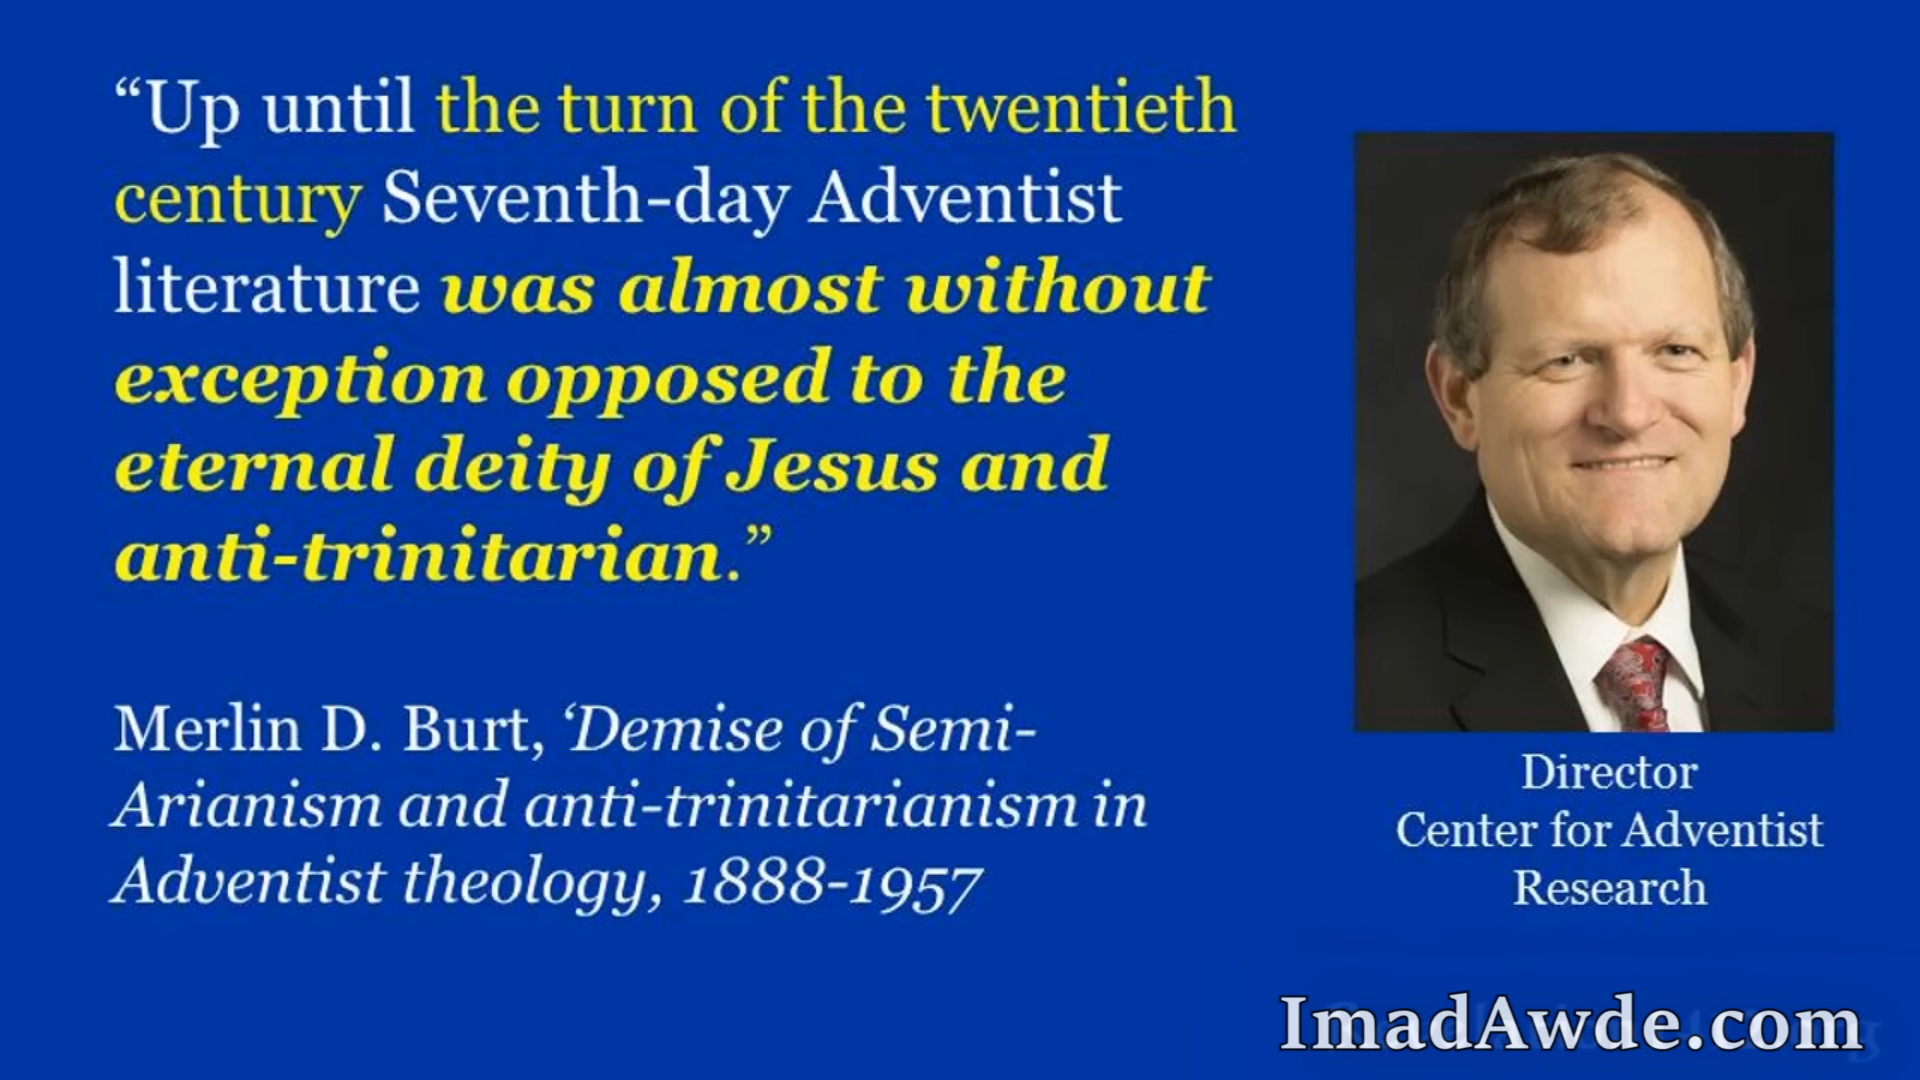 “Up until the turn of the twentieth
century Seventh-day Adventist
literature was almost without
exception opposed to the
eternal deity of Jesus and
anti-trinitarian.”
Merlin D. Burt, ‘Demise of Semi-
Arianism and anti-trinitarianism in
Adventist theology, 1888-1957
Director
Center for Adventist
Research
ImadAwde.com